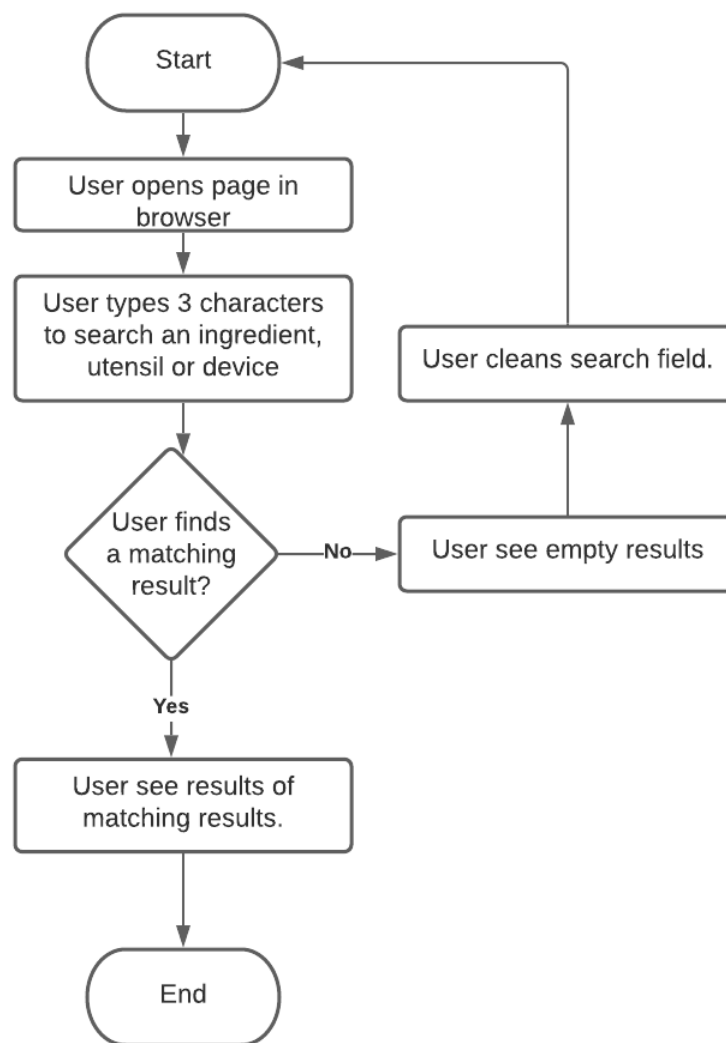 Start
User opens page in
browser
User types 3 characters
to search an ingredient,
utensil or device
User cleans search field.
User finds
a matching
result?
No
User see empty results
Yes
User see results of
matching results.
End